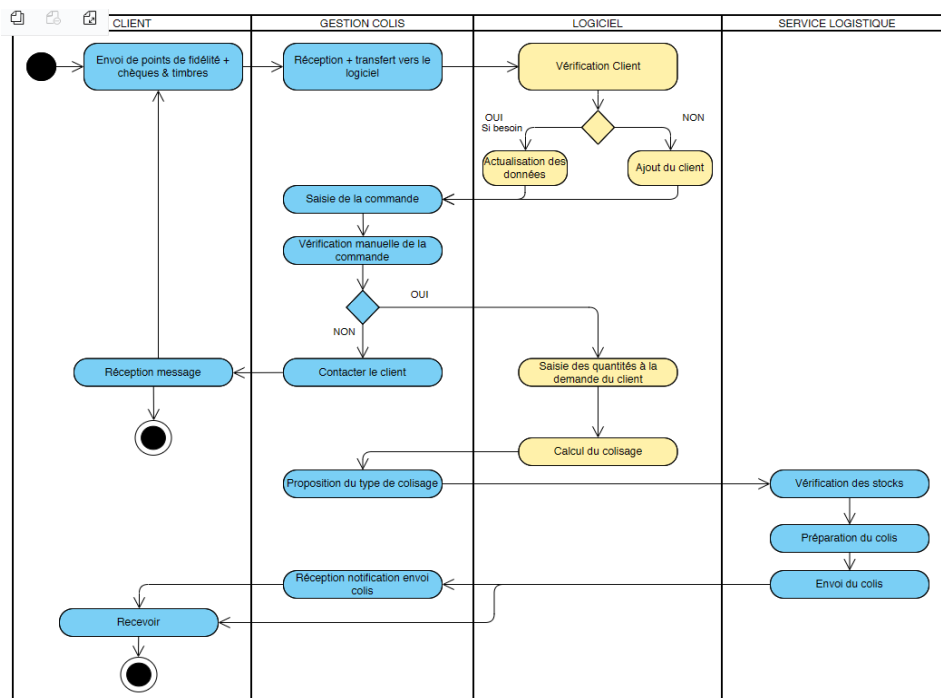 CLIENT
GESTION COLIS
LOGICIEL
SERVICE LOGISTIQUE
Envoi de points de fidélité +
chèques & timbres
Réception + transfert vers le
logiciel
Vérification Client
OUI
Si besoin
NON
Actualisation des
données
Ajout du client
Saisie de la commande
Vérification manuelle de la
commande
OUI
NON
Réception message
Contacter le client
Saisie des quantités à la
demande du client
Calcul du colisage
Proposition du type de colisage
Vérification des stocks
Préparation du colis
Réception notification envoi
colis
Envoi du colis
Recevoir